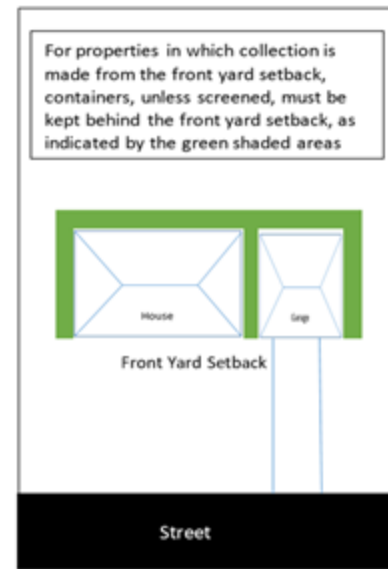 For properties in which collection is
made from the front yard setback,
containers, unless screened, must be
kept behind the front yard setback, as
indicated by the green shaded areas
House
Front Yard Setback
Street